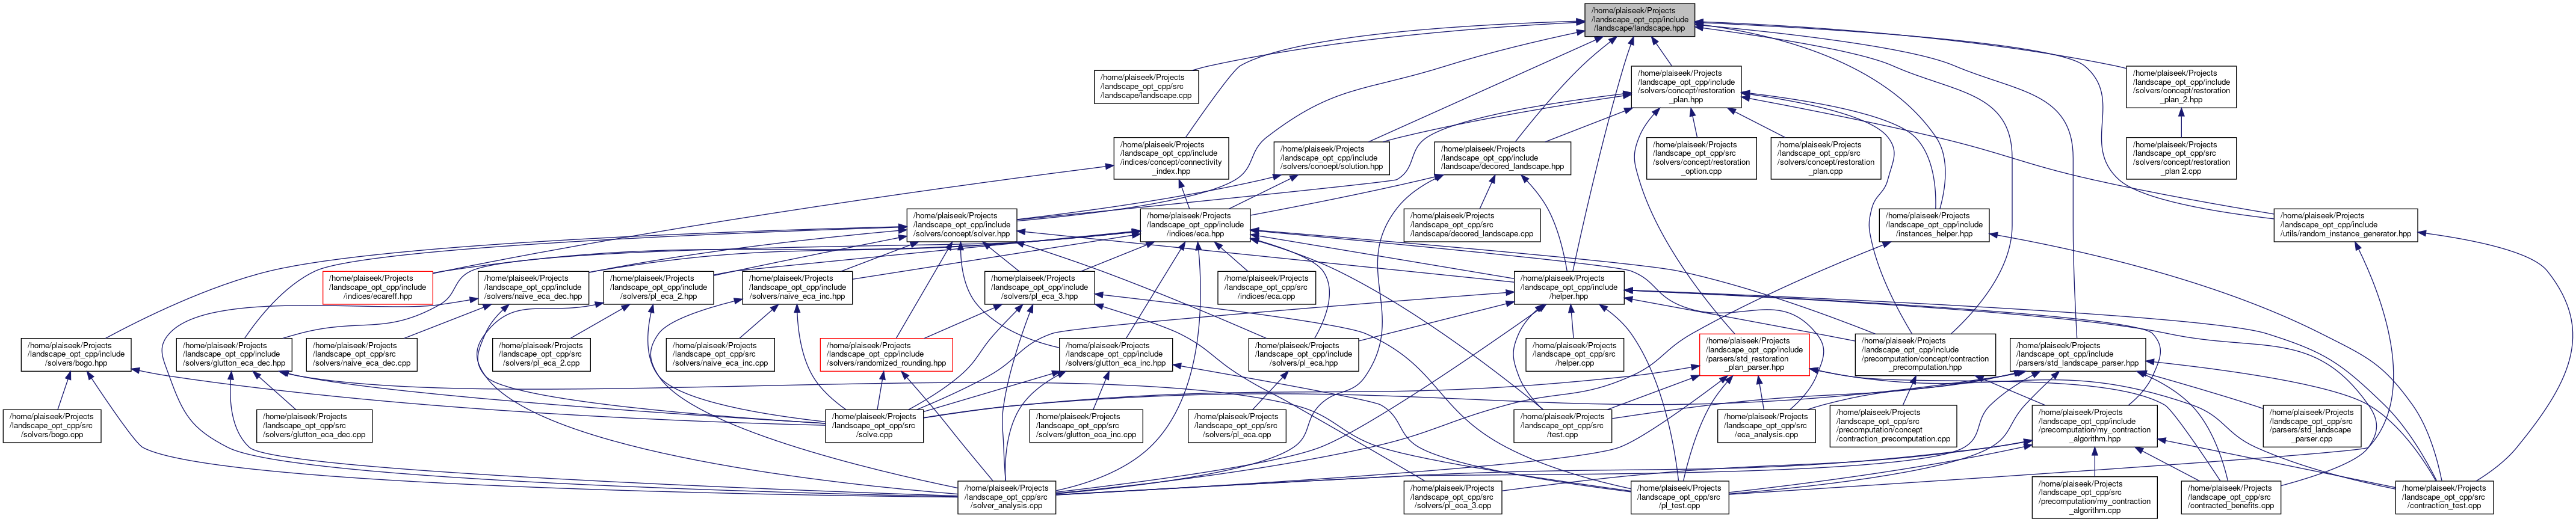 /home/plaiseek/Projects
/landscape_opt_cpp/include
/landscape/landscape.hpp
/home/plaiseek/Projects
/landscape_opt_cpp/src
/landscape/landscape.cpp
/home/plaiseek/Projects
/landscape_opt_cpp/include
/solvers/concept/restoration
_plan.hpp
/home/plaiseek/Projects
/landscape_opt_cpp/include
/solvers/concept/restoration
_plan_2.hpp
/home/plaiseek/Projects
/landscape_opt_cpp/include
/indices/concept/connectivity
_index.hpp
/home/plaiseek/Projects
/landscape_opt_cpp/include
/solvers/concept/solution.hpp
/home/plaiseek/Projects
/landscape_opt_cpp/include
/landscape/decored_landscape.hpp
/home/plaiseek/Projects
/landscape_opt_cpp/src
/solvers/concept/restoration
_option.cpp
/home/plaiseek/Projects
/landscape_opt_cpp/src
/solvers/concept/restoration
_plan.cpp
/home/plaiseek/Projects
/landscape_opt_cpp/src
/solvers/concept/restoration
_plan 2.cpp
/home/plaiseek/Projects
/landscape_opt_cpp/include
/solvers/concept/solver.hpp
/home/plaiseek/Projects
/landscape_opt_cpp/include
/indices/eca.hpp
/home/plaiseek/Projects
/landscape_opt_cpp/src
/landscape/decored_landscape.cpp
/home/plaiseek/Projects
/landscape_opt_cpp/include
/instances_helper.hpp
/home/plaiseek/Projects
/landscape_opt_cpp/include
/utils/random_instance_generator.hpp
/home/plaiseek/Projects
/landscape_opt_cpp/include
/indices/ecareff.hpp
/home/plaiseek/Projects
/landscape_opt_cpp/include
/solvers/naive_eca_dec.hpp
/home/plaiseek/Projects
/landscape_opt_cpp/include
/solvers/pl_eca_2.hpp
/home/plaiseek/Projects
/landscape_opt_cpp/include
/solvers/naive_eca_inc.hpp
/home/plaiseek/Projects
/landscape_opt_cpp/include
/solvers/pl_eca_3.hpp
/home/plaiseek/Projects
/landscape_opt_cpp/src
/indices/eca.cpp
/home/plaiseek/Projects
/landscape_opt_cpp/include
/helper.hpp
/home/plaiseek/Projects
/landscape_opt_cpp/include
/solvers/bogo.hpp
/home/plaiseek/Projects
/landscape_opt_cpp/include
/solvers/glutton_eca_dec.hpp
/home/plaiseek/Projects
/landscape_opt_cpp/src
/solvers/naive_eca_dec.cpp
/home/plaiseek/Projects
/landscape_opt_cpp/src
/solvers/pl_eca_2.cpp
/home/plaiseek/Projects
/landscape_opt_cpp/src
/solvers/naive_eca_inc.cpp
/home/plaiseek/Projects
/landscape_opt_cpp/include
/solvers/randomized_rounding.hpp
/home/plaiseek/Projects
/landscape_opt_cpp/include
/solvers/glutton_eca_inc.hpp
/home/plaiseek/Projects
/landscape_opt_cpp/include
/solvers/pl_eca.hpp
/home/plaiseek/Projects
/landscape_opt_cpp/src
/helper.cpp
/home/plaiseek/Projects
/landscape_opt_cpp/include
/parsers/std_restoration
_plan_parser.hpp
/home/plaiseek/Projects
/landscape_opt_cpp/include
/precomputation/concept/contraction
_precomputation.hpp
/home/plaiseek/Projects
/landscape_opt_cpp/include
/parsers/std_landscape_parser.hpp
/home/plaiseek/Projects
/landscape_opt_cpp/src
/solvers/bogo.cpp
/home/plaiseek/Projects
/landscape_opt_cpp/src
/solvers/glutton_eca_dec.cpp
/home/plaiseek/Projects
/landscape_opt_cpp/src
/solve.cpp
/home/plaiseek/Projects
/landscape_opt_cpp/src
/solvers/glutton_eca_inc.cpp
/home/plaiseek/Projects
/landscape_opt_cpp/src
/solvers/pl_eca.cpp
/home/plaiseek/Projects
/landscape_opt_cpp/src
/test.cpp
/home/plaiseek/Projects
/landscape_opt_cpp/src
/eca_analysis.cpp
/home/plaiseek/Projects
/landscape_opt_cpp/src
/precomputation/concept
/contraction_precomputation.cpp
/home/plaiseek/Projects
/landscape_opt_cpp/include
/precomputation/my_contraction
_algorithm.hpp
/home/plaiseek/Projects
/landscape_opt_cpp/src
/parsers/std_landscape
_parser.cpp
/home/plaiseek/Projects
/landscape_opt_cpp/src
/solver_analysis.cpp
/home/plaiseek/Projects
/landscape_opt_cpp/src
/solvers/pl_eca_3.cpp
/home/plaiseek/Projects
/landscape_opt_cpp/src
/pl_test.cpp
/home/plaiseek/Projects
/landscape_opt_cpp/src
/precomputation/my_contraction
_algorithm.cpp
/home/plaiseek/Projects
/landscape_opt_cpp/src
/contracted_benefits.cpp
/home/plaiseek/Projects
/landscape_opt_cpp/src
/contraction_test.cpp